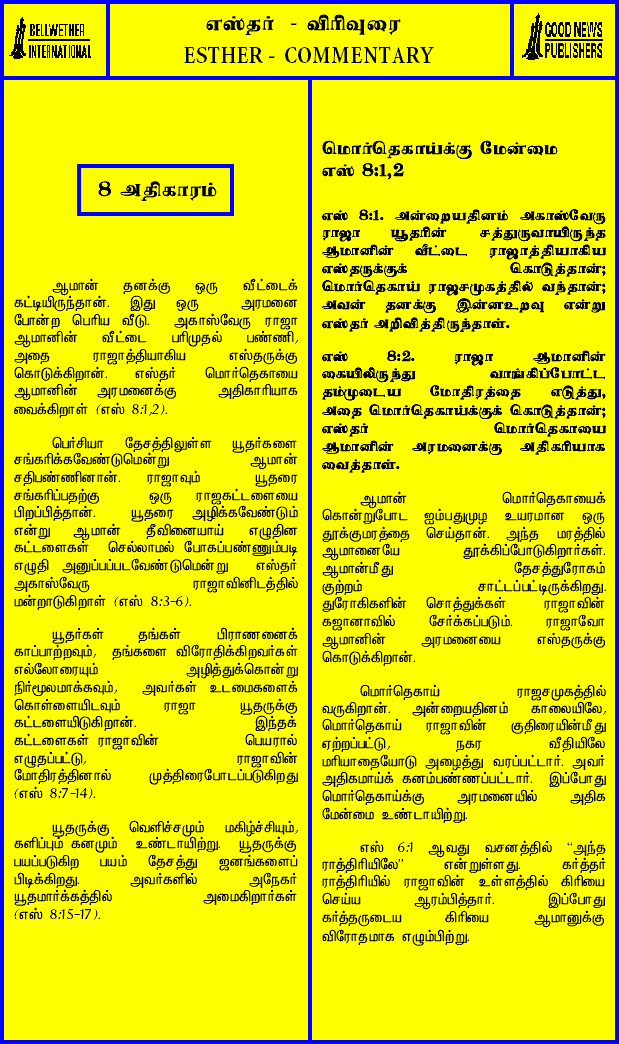 BELLWETHER
INTERNATIONAL
எஸ்தர் - விரிவுரை
ESTHER - COMMENTARY
GOOD NEWS
PUBLISHERS
8 அதிகாரம்
ஆமான் தனக்கு ஒரு வீட்டைக்
கட்டியிருந்தான். இது ஒரு அரமனை
போன்ற பெரிய வீடு. அகாஸ்வேரு ராஜா
ஆமானின் வீட்டை பரிமுதல் பண்ணி,
அதை ராஜாத்தியாகிய எஸ்தருக்கு
கொடுக்கிறான். எஸ்தர் மொர்தெகாயை
ஆமானின் அரமனைக்கு அதிகாரியாக
வைக்கிறாள் (எஸ் 8:1,2).
பெர்சியா தேசத்திலுள்ள யூதர்களை
சங்கரிக்கவேண்டுமென்று ஆமான்
சதிபண்ணினான். ராஜாவும் யூதரை
சங்கரிப்பதற்கு ஒரு ராஜகட்டளையை
பிறப்பித்தான். யூதரை அழிக்கவேண்டும்
என்று ஆமான் தீவினையாய் எழுதின
கட்டளைகள் செல்லாமல் போகப்பண்ணும்படி
எழுதி அனுப்பப்படவேண்டுமென்று எஸ்தர்
அகாஸ்வேரு ராஜாவினிடத்தில்
மன்றாடுகிறாள் (எஸ் 8:3-6).
யூதர்கள் தங்கள் பிராணனைக்
காப்பாற்றவும், தங்களை விரோதிக்கிறவர்கள்
எல்லோரையும் அழித்துக்கொன்று
நிர்மூலமாக்கவும், அவர்கள் உடமைகளைக்
கொள்ளையிடவும் ராஜா யூதருக்கு
கட்டளையிடுகிறான். இந்தக்
கட்டளைகள் ராஜாவின் பெயரால்
எழுதப்பட்டு, ராஜாவின்
மோதிரத்தினால் முத்திரைபோடப்படுகிறது
(எஸ் 8:7-14).
யூதருக்கு வெளிச்சமும் மகிழ்ச்சியும்,
களிப்பும் கனமும் உண்டாயிற்று. யூதருக்கு
பயப்படுகிற பயம் தேசத்து ஜனங்களைப்
பிடிக்கிறது. அவர்களில் அநேகர்
யூதமார்க்கத்தில் அமைகிறார்கள்
(எஸ் 8:15-17).
மொர்தெகாய்க்கு மேன்மை
எஸ் 8:1,2
எஸ் 8:1. அன்றையதினம் அகாஸ்வேரு
ராஜா யூதரின் சத்துருவாயிருந்த
ஆமானின் வீட்டை ராஜாத்தியாகிய
எஸ்தருக்குக் கொடுத்தான்;
மொர்தெகாய் ராஜசமுகத்தில் வந்தான்;
அவன் தனக்கு இன்னஉறவு என்று
எஸ்தர் அறிவித்திருந்தாள்.
எஸ் 8:2. ராஜா ஆமானின்
கையிலிருந்து வாங்கிப்போட்ட
தம்முடைய மோதிரத்தை எடுத்து,
அதை மொர்தெகாய்க்குக் கொடுத்தான்;
எஸ்தர் மொர்தெகாயை
ஆமானின் அரமனைக்கு அதிகாரியாக
வைத்தாள்.
ஆமான் மொர்தெகாயைக்
கொன்றுபோட ஐம்பதுமுழ உயரமான ஒரு
தூக்குமரத்தை செய்தான். அந்த மரத்தில்
ஆமானையே தூக்கிப்போடுகிறார்கள்.
ஆமான்மீது தேசத்துரோகம்
குற்றம் சாட்டப்பட்டிருக்கிறது.
துரோகிகளின் சொத்துக்கள் ராஜாவின்
கஜானாவில் சேர்க்கப்படும். ராஜாவோ
ஆமானின் அரமனையை எஸ்தருக்கு
கொடுக்கிறான்.
மொர்தெகாய் ராஜசமுகத்தில்
வருகிறான். அன்றையதினம் காலையிலே,
மொர்தெகாய் ராஜாவின் குதிரையின்மீது
ஏற்றப்பட்டு, நகர வீதியிலே
மரியாதையோடு அழைத்து வரப்பட்டார். அவர்
அதிகமாய்க் கனம்பண்ணப்பட்டார். இப்போது
மொர்தெகாய்க்கு அரமனையில் அதிக
மேன்மை உண்டாயிற்று.
எஸ் 6:1 ஆவது வசனத்தில் “அந்த
ராத்திரியிலே” என்றுள்ளது. கர்த்தர்
ராத்திரியில் ராஜாவின் உள்ளத்தில் கிரியை
செய்ய ஆரம்பித்தார். இப்போது
கர்த்தருடைய கிரியை ஆமானுக்கு
விரோதமாக எழும்பிற்று.